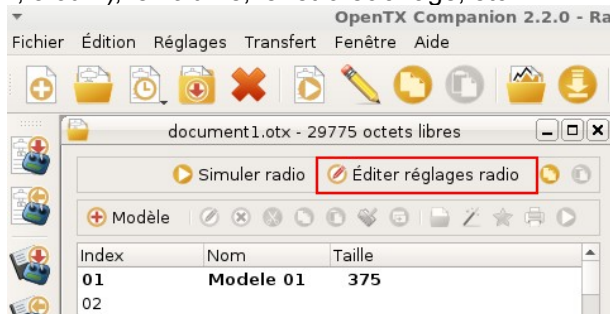 OpenTX Companion 2.2.0 - Ra
Fichier Édition Réglages Transfert Fenêtre Aide
document1.otx - 29775 octets libres
Simuler radio Éditer réglages radio
Modèle
Index Nom Taille
01 Modele 01 375
02